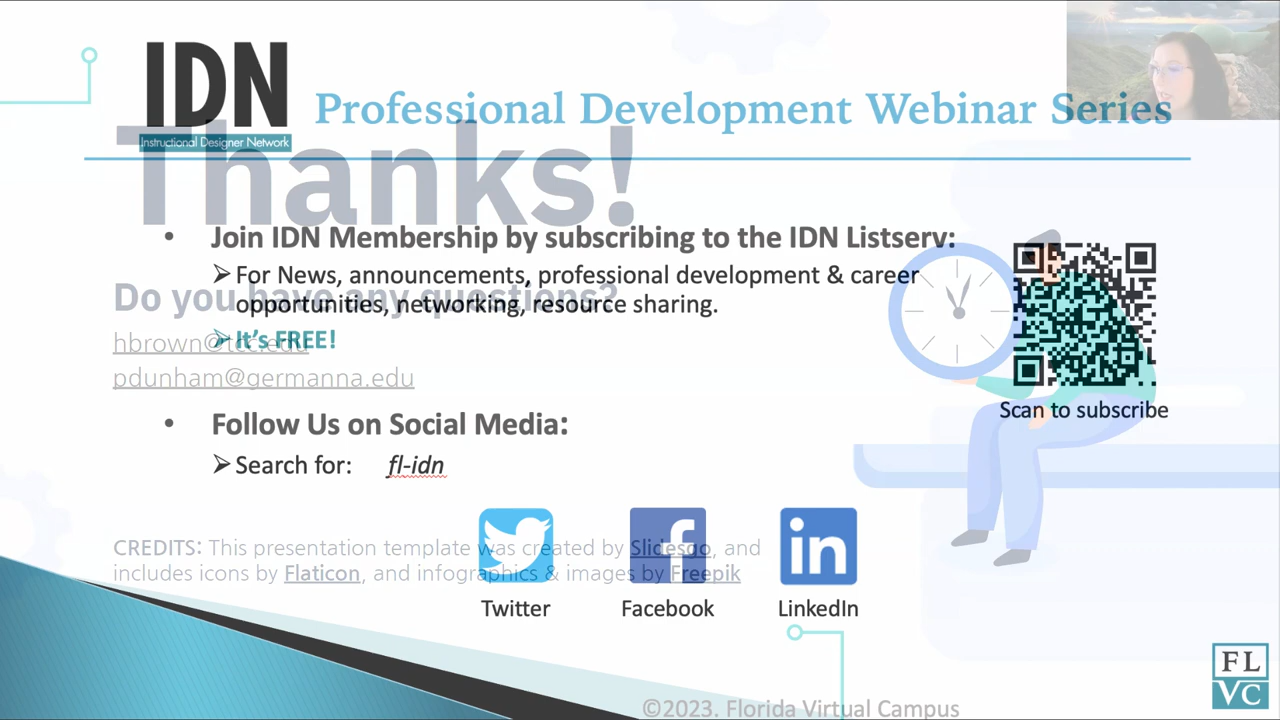 IDN
Instructional Designer Network
Professional Development Webinar Series
Thanks!
• Join IDN Membership by subscribing to the IDN Listserv:
➢ For News, announcements, professional development & career
opportunities, networking, resource sharing.
➢ It's FREE!
Do you have any questions?
hbrown@tcc.edu
pdunham@germanna.edu
Scan to subscribe
• Follow Us on Social Media:
➢ Search for: fl-idn
CREDITS: This presentation template was created by Slidesgo, and
includes icons by Flaticon, and infographics & images by Freepik
in
Twitter
Facebook
LinkedIn
FL
VC
©2023. Florida Virtual Campus